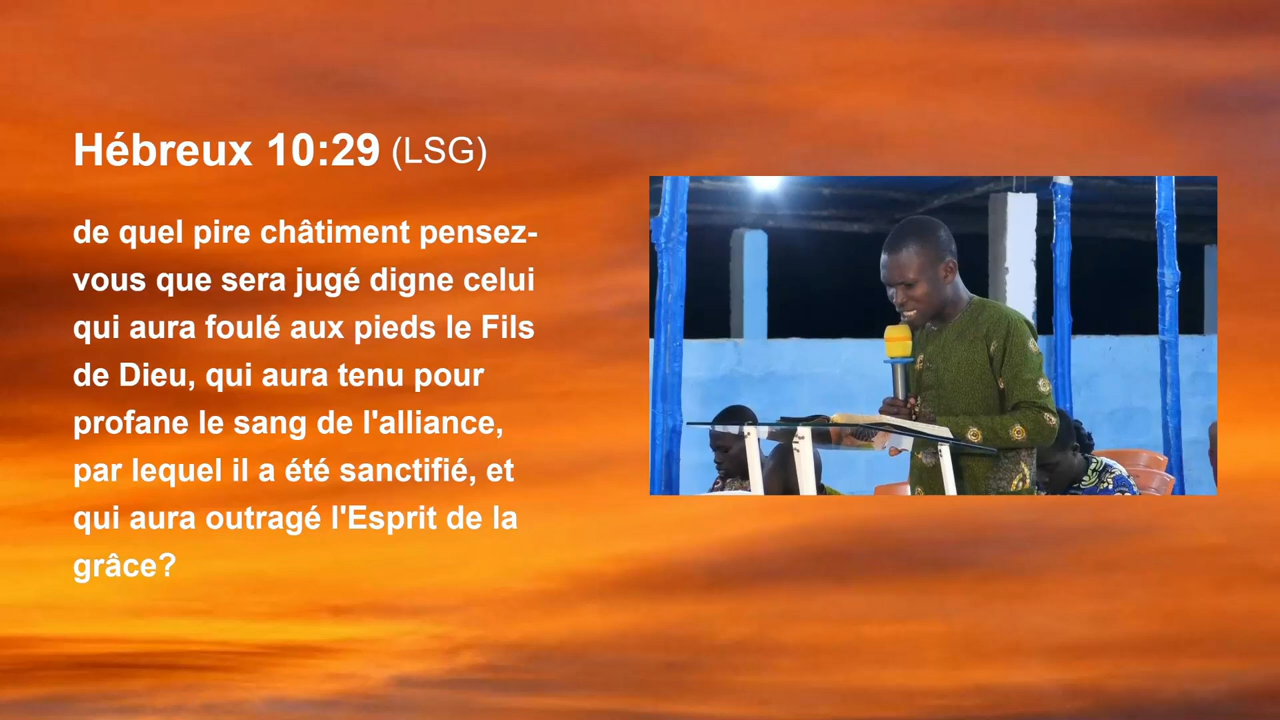 Hébreux 10:29 (LSG)
de quel pire châtiment pensez-
vous que sera jugé digne celui
qui aura foulé aux pieds le Fils
de Dieu, qui aura tenu pour
profane le sang de l'alliance,
par lequel il a été sanctifié, et
qui aura outragé l'Esprit de la
grâce?